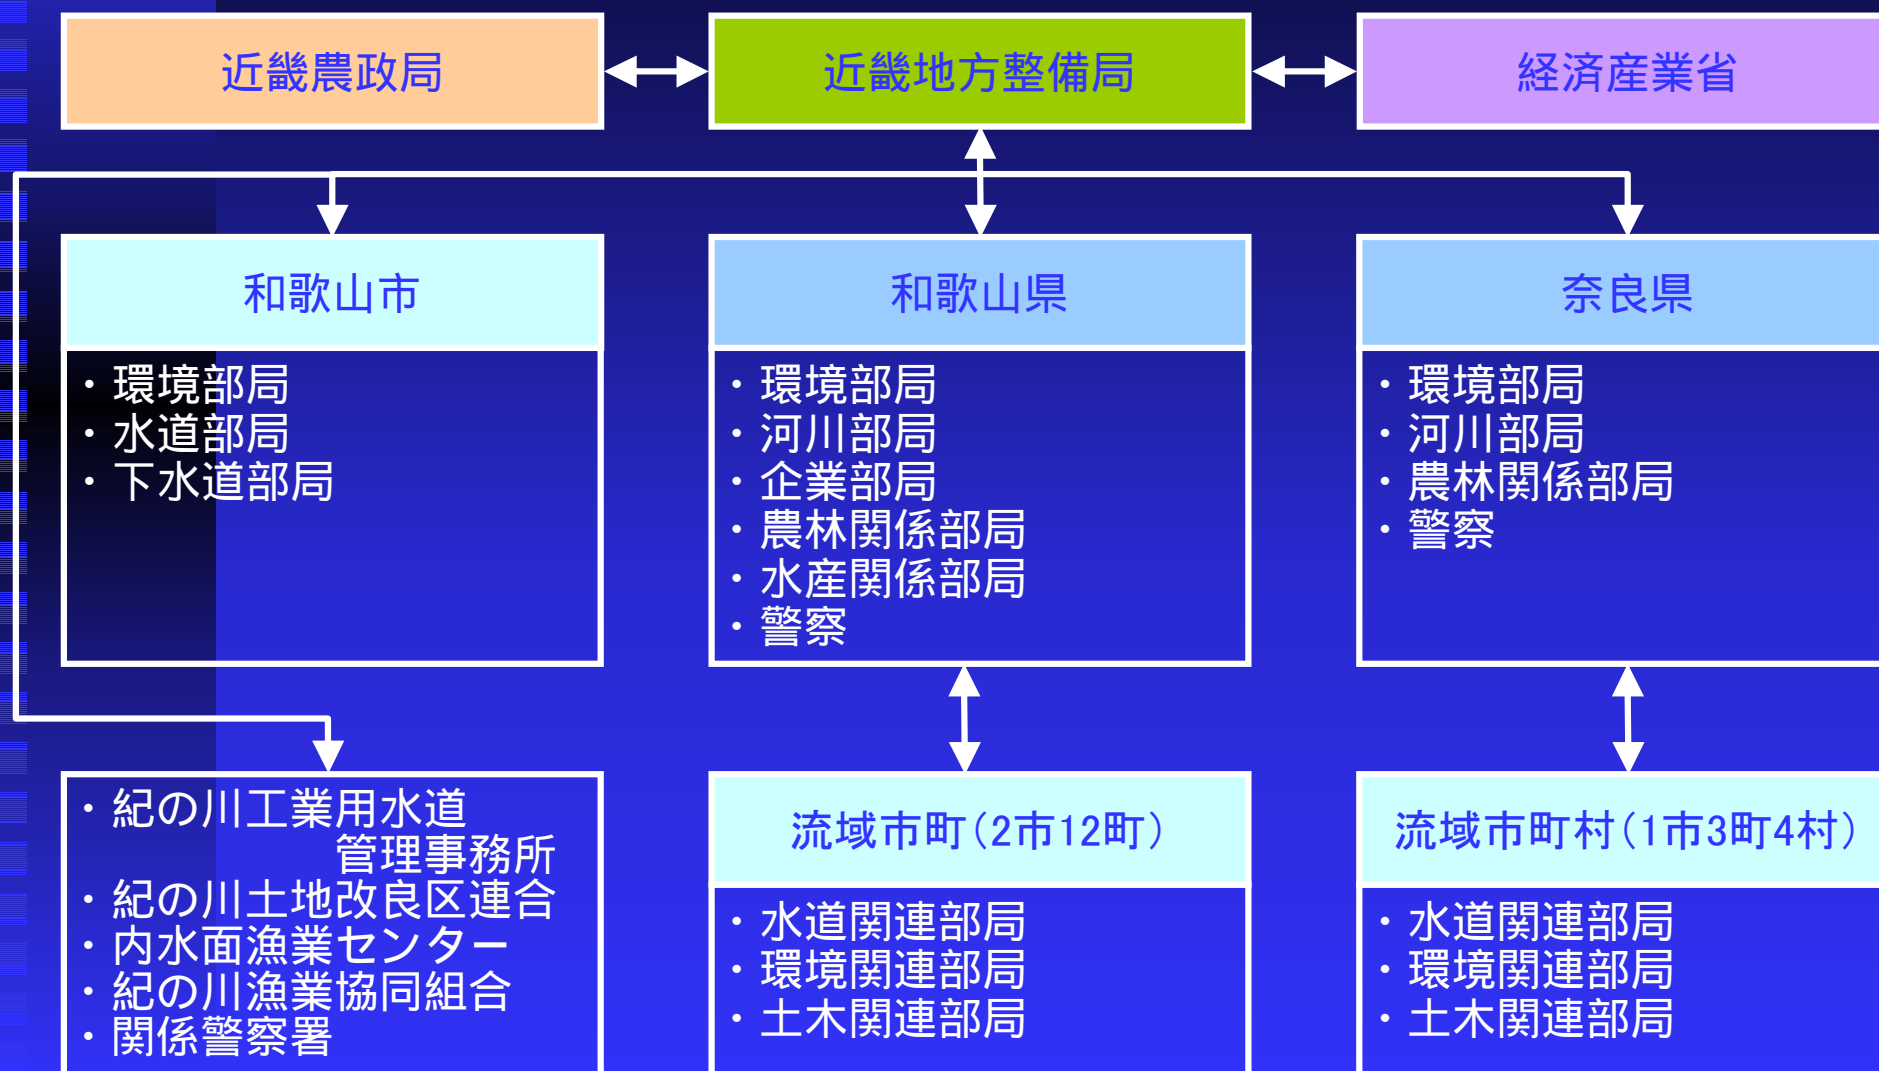 近畿農政局
近畿地方整備局
経済産業省
和歌山市
・環境部局
・水道部局
・下水道部局
和歌山県
・環境部局
・河川部局
・企業部局
・農林関係部局
・水産関係部局
・警察
奈良県
・環境部局
・河川部局
・農林関係部局
・警察
・紀の川工業用水道
管理事務所
・紀の川土地改良区連合
・内水面漁業センター
・紀の川漁業協同組合
・関係警察署
流域市町(2市12町)
・水道関連部局
・環境関連部局
・土木関連部局
流域市町村(1市3町4村)
・水道関連部局
・環境関連部局
・土木関連部局